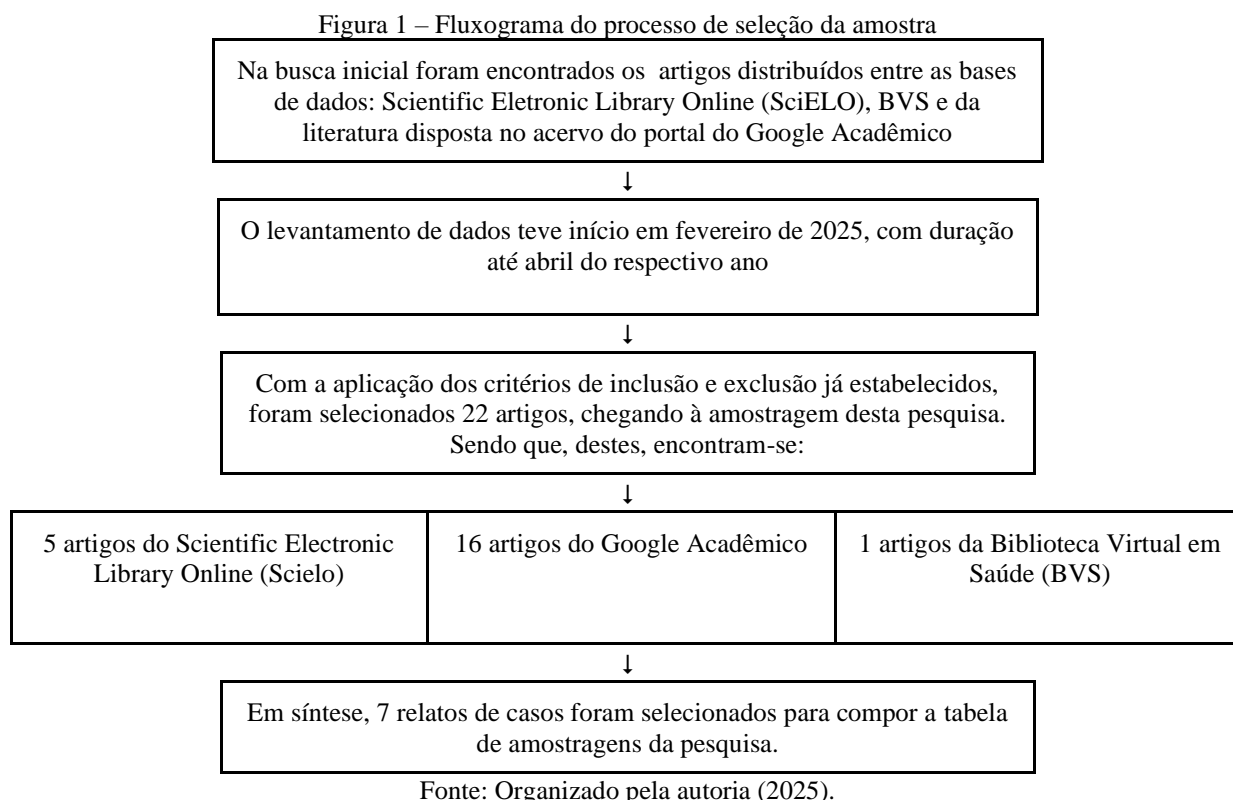 Figura 1 – Fluxograma do processo de seleção da amostra
Na busca inicial foram encontrados os artigos distribuídos entre as bases
de dados: Scientific Eletronic Library Online (SciELO), BVS e da
literatura disposta no acervo do portal do Google Acadêmico
↓
O levantamento de dados teve início em fevereiro de 2025, com duração
até abril do respectivo ano
↓
Com a aplicação dos critérios de inclusão e exclusão já estabelecidos,
foram selecionados 22 artigos, chegando à amostragem desta pesquisa.
Sendo que, destes, encontram-se:
↓
5 artigos do Scientific Electronic
Library Online (Scielo)
16 artigos do Google Acadêmico
1 artigos da Biblioteca Virtual em
Saúde (BVS)
↓
Em síntese, 7 relatos de casos foram selecionados para compor a tabela
de amostragens da pesquisa.
Fonte: Organizado pela autoria (2025).